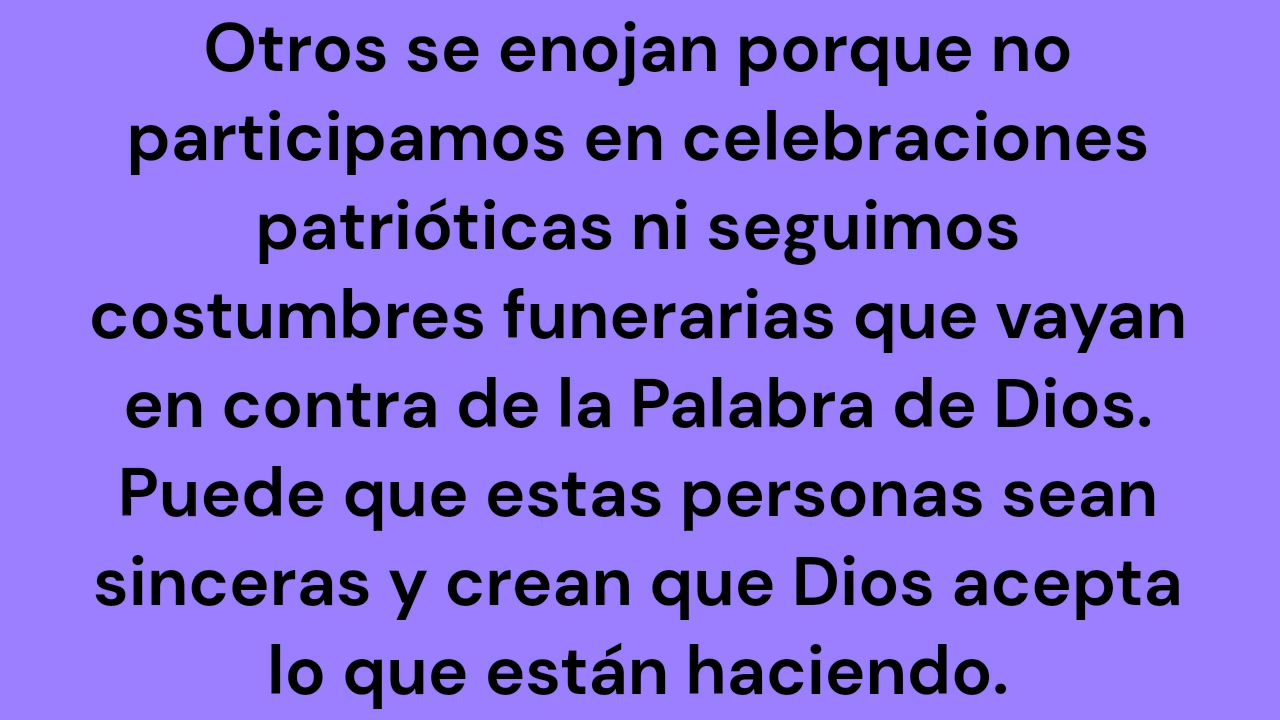 Otros se enojan porque no
participamos en celebraciones
patrióticas ni seguimos
costumbres funerarias que vayan
en contra de la Palabra de Dios.
Puede que estas personas sean
sinceras y crean que Dios acepta
lo que están haciendo.